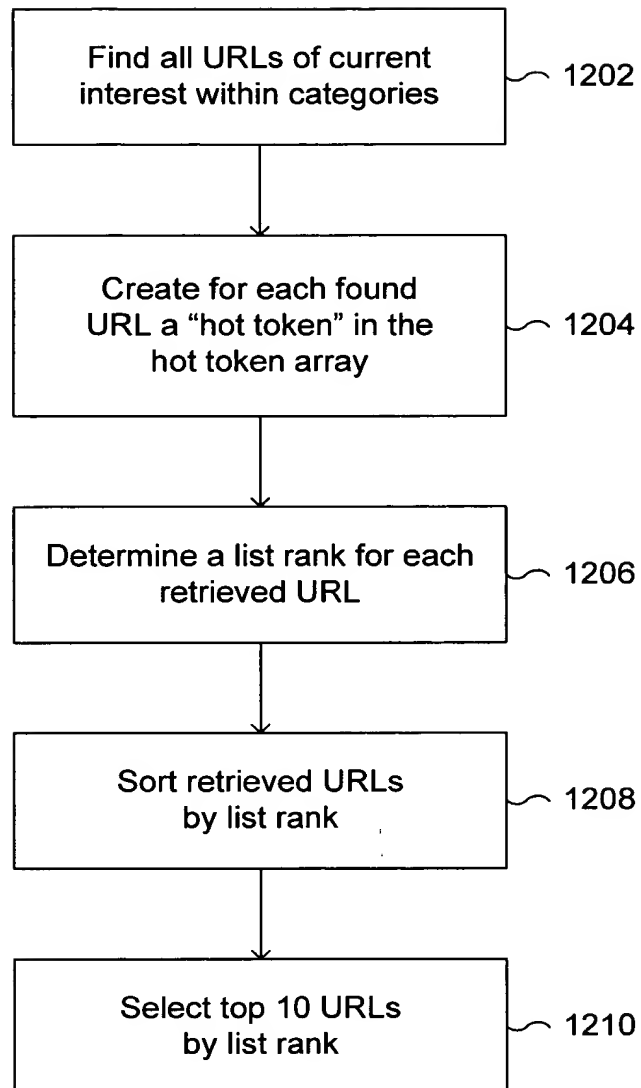 Find all URLs of current
interest within categories
1202
Create for each found
URL a “hot token” in the
hot token array
1204
Determine a list rank for each
retrieved URL
1206
Sort retrieved URLs
by list rank
1208
Select top 10 URLs
by list rank
1210